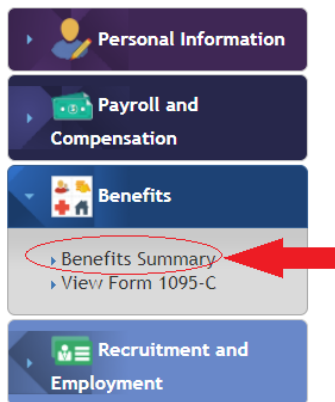 Personal Information
Payroll and
Compensation
Benefits
Benefits Summary
View Form 1095-C
Recruitment and
Employment